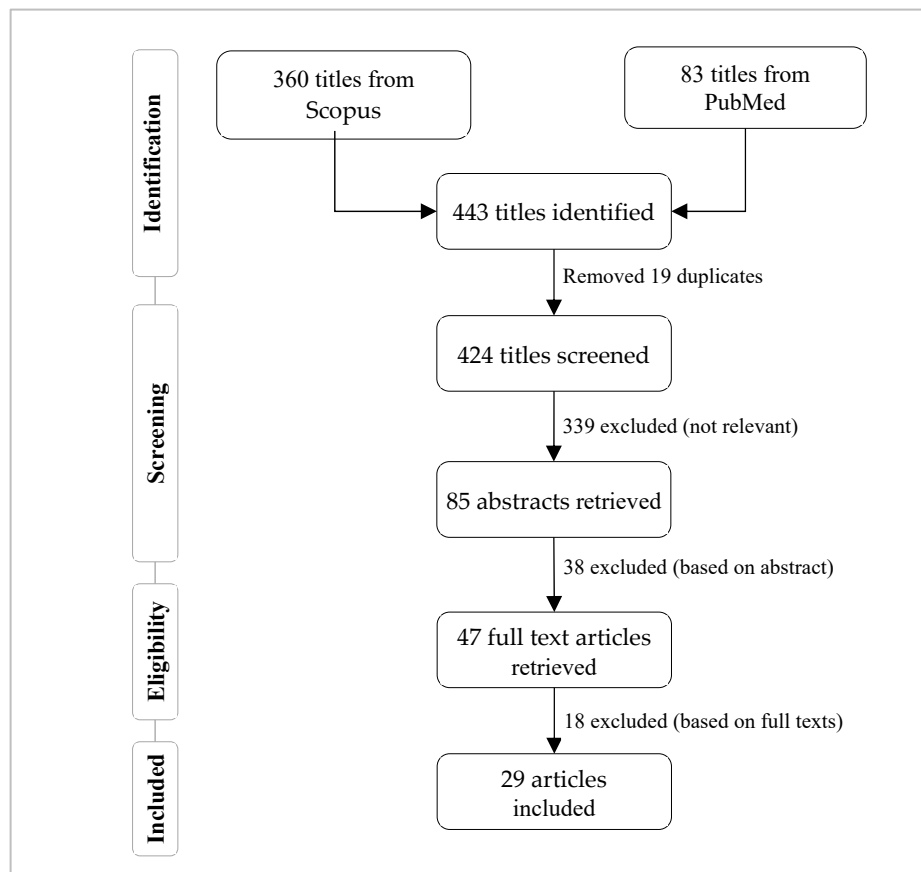 360 titles from
Scopus
83 titles from
PubMed
Identification
443 titles identified
Removed 19 duplicates
424 titles screened
Screening
339 excluded (not relevant)
85 abstracts retrieved
38 excluded (based on abstract)
Eligibility
47 full text articles
retrieved
18 excluded (based on full texts)
Included
29 articles
included